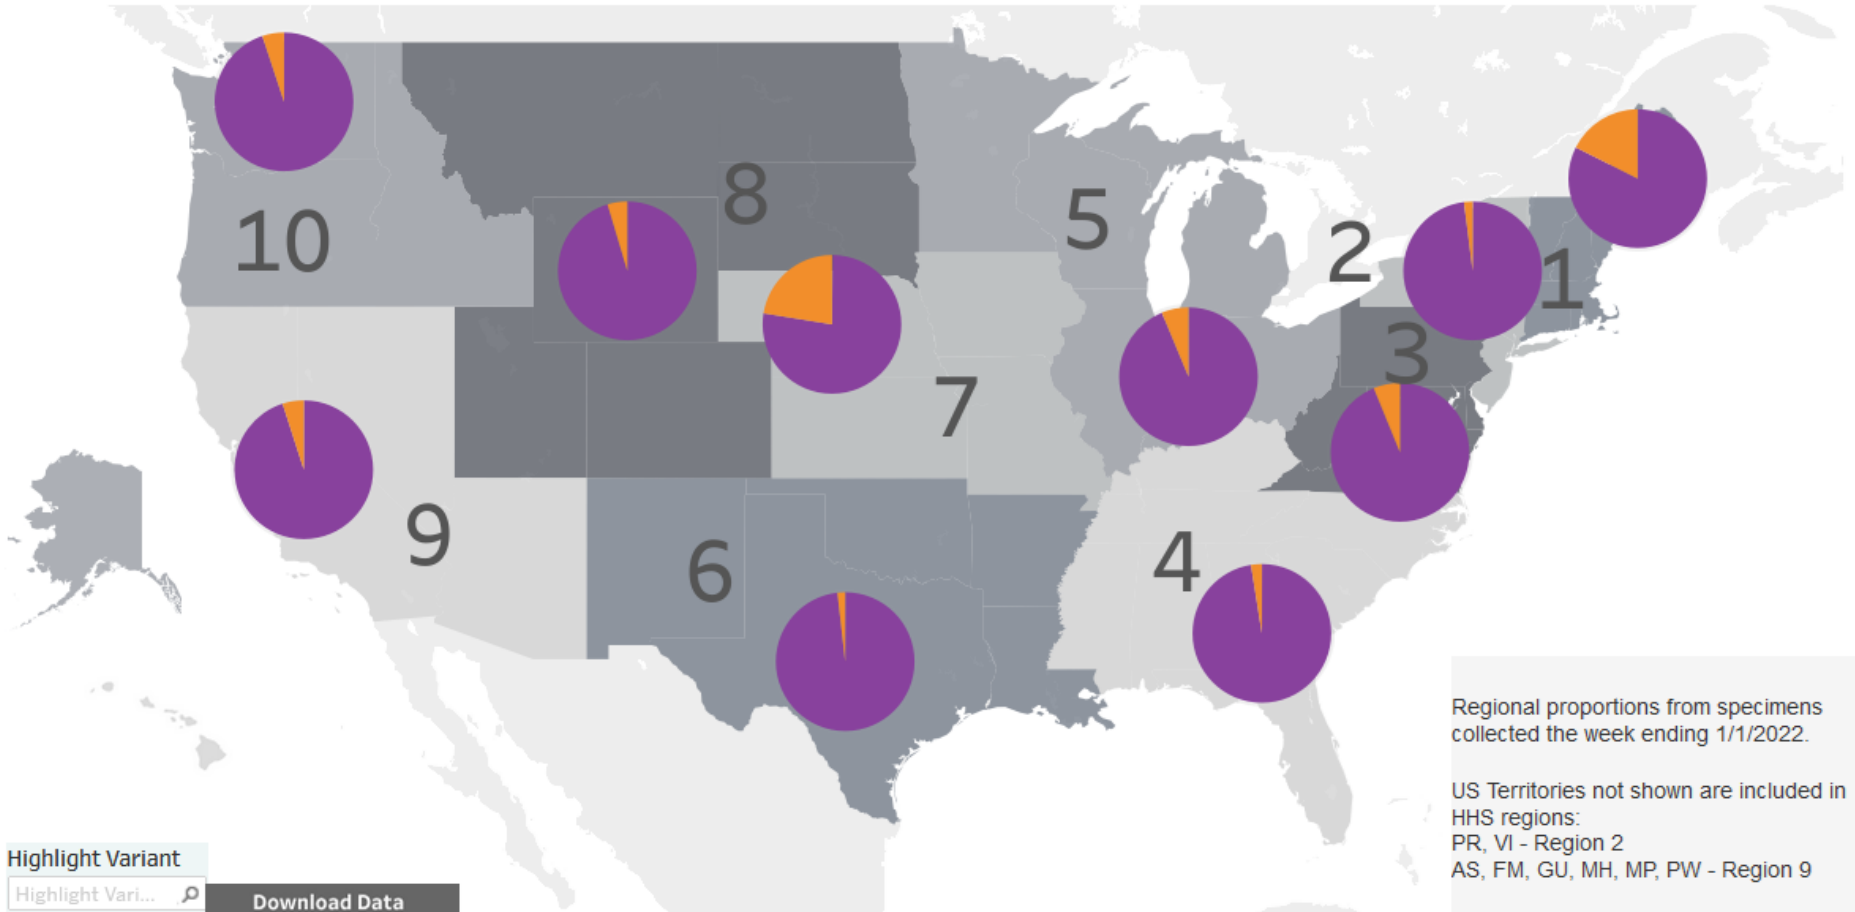 10
8
5
2
1
3
7
9
6
4
Regional proportions from specimens
collected the week ending 1/1/2022.
US Territories not shown are included in
HHS regions:
PR, VI - Region 2
AS, FM, GU, MH, MP, PW - Region 9
Highlight Variant
Highlight Vari...
Download Data